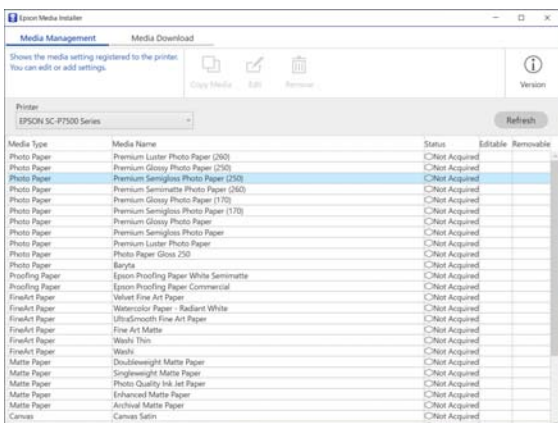 Epson Media Installer
Media Management Media Download
Shows the media setting registered to the printer.
You can edit or add settings.
Copy Media Edit Remove Version
Printer
EPSON SC-P7500 Series Refresh
Media Type Media Name Status Editable Removable
Photo Paper Premium Luster Photo Paper (260) Not Acquired
Photo Paper Premium Glossy Photo Paper (250) Not Acquired
Photo Paper Premium Semigloss Photo Paper (250) Not Acquired
Photo Paper Premium Semimatte Photo Paper (260) Not Acquired
Photo Paper Premium Glossy Photo Paper (170) Not Acquired
Photo Paper Premium Semigloss Photo Paper (170) Not Acquired
Photo Paper Premium Glossy Photo Paper Not Acquired
Photo Paper Premium Semigloss Photo Paper Not Acquired
Photo Paper Premium Luster Photo Paper Not Acquired
Photo Paper Photo Paper Gloss 250 Not Acquired
Photo Paper Baryta Not Acquired
Proofing Paper Epson Proofing Paper White Semimatte Not Acquired
Proofing Paper Epson Proofing Paper Commercial Not Acquired
FineArt Paper Velvet Fine Art Paper Not Acquired
FineArt Paper Watercolor Paper - Radiant White Not Acquired
FineArt Paper UltraSmooth Fine Art Paper Not Acquired
FineArt Paper Fine Art Matte Not Acquired
FineArt Paper Washi Thin Not Acquired
FineArt Paper Washi Not Acquired
Matte Paper Doubleweight Matte Paper Not Acquired
Matte Paper Singleweight Matte Paper Not Acquired
Matte Paper Photo Quality Ink Jet Paper Not Acquired
Matte Paper Enhanced Matte Paper Not Acquired
Matte Paper Archival Matte Paper Not Acquired
Canvas Canvas Satin Not Acquired